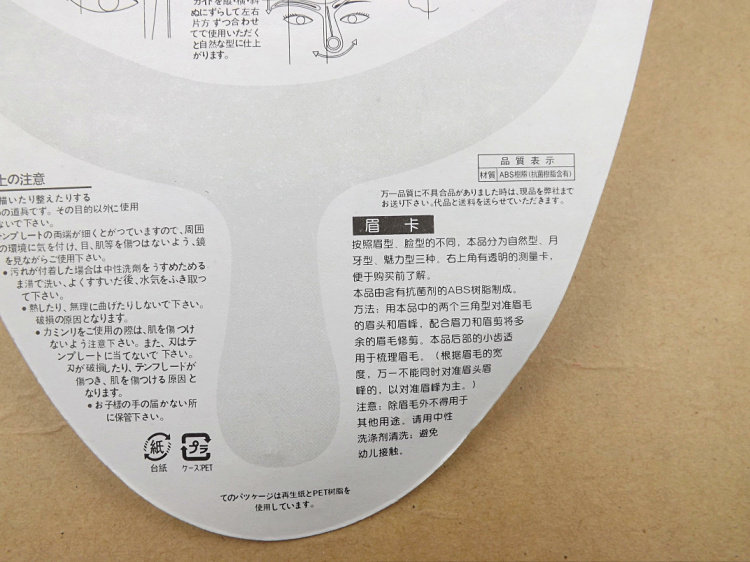 ガイドを縦・横・斜
めにずらして左右
片方ずつ合わせ
てて使用いただく
と自然な型に仕上
がります。
上の注意
描いたり整えたりする
の道具です。その目的以外に使用
ないで下さい。
ンプレートの両端が細くとがっていますので、周囲
の環境に気を付け、目、肌等を傷つはないよう、鏡
を見ながらご使用下さい。
●汚れが付着した場合は中性洗剤をうすめためる
ま湯で洗い、よくすすいだ後、水気をふき取っ
て下さい。
●熱したり、無理に曲げたりしないで下さい。
破損の原因となります。
●カミソリをご使用の際は、肌を傷つけ
ないよう注意下さい。また、刃はテ
ンプレートに当てないで下さい。
刃が破損したり、テンプレードが
傷つき、肌を傷つける原因と
なります。
●お子様の手の届かない所
に保管下さい。
紙
台紙
プラ
ケース:PET
てのパッケージは再生紙とPET树脂を
使用しています。
品質表示
材質 ABS樹脂(抗菌樹脂含有)
万一品質に不具合品がありました時は、現品を弊社まで
お送り下さい。代品と送料を送らせていただきます。
眉 卡
按照眉型、脸型的不同,本品分为自然型、月
牙型、魅力型三种,右上角有透明的测量卡,
便于购买前了解。
本品由含有抗菌剂的ABS树脂制成。
方法:用本品中的两个三角型对准眉毛
的眉头和眉峰,配合眉刀和眉剪将多
余的眉毛修剪。本品后部的小齿适
用于梳理眉毛。(根据眉毛的宽
度,万一不能同时对准眉头眉
峰的,以对准眉峰为主。)
注意:除眉毛外不得用于
其他用途,请用中性
洗涤剂清洗;避免
幼儿接触。